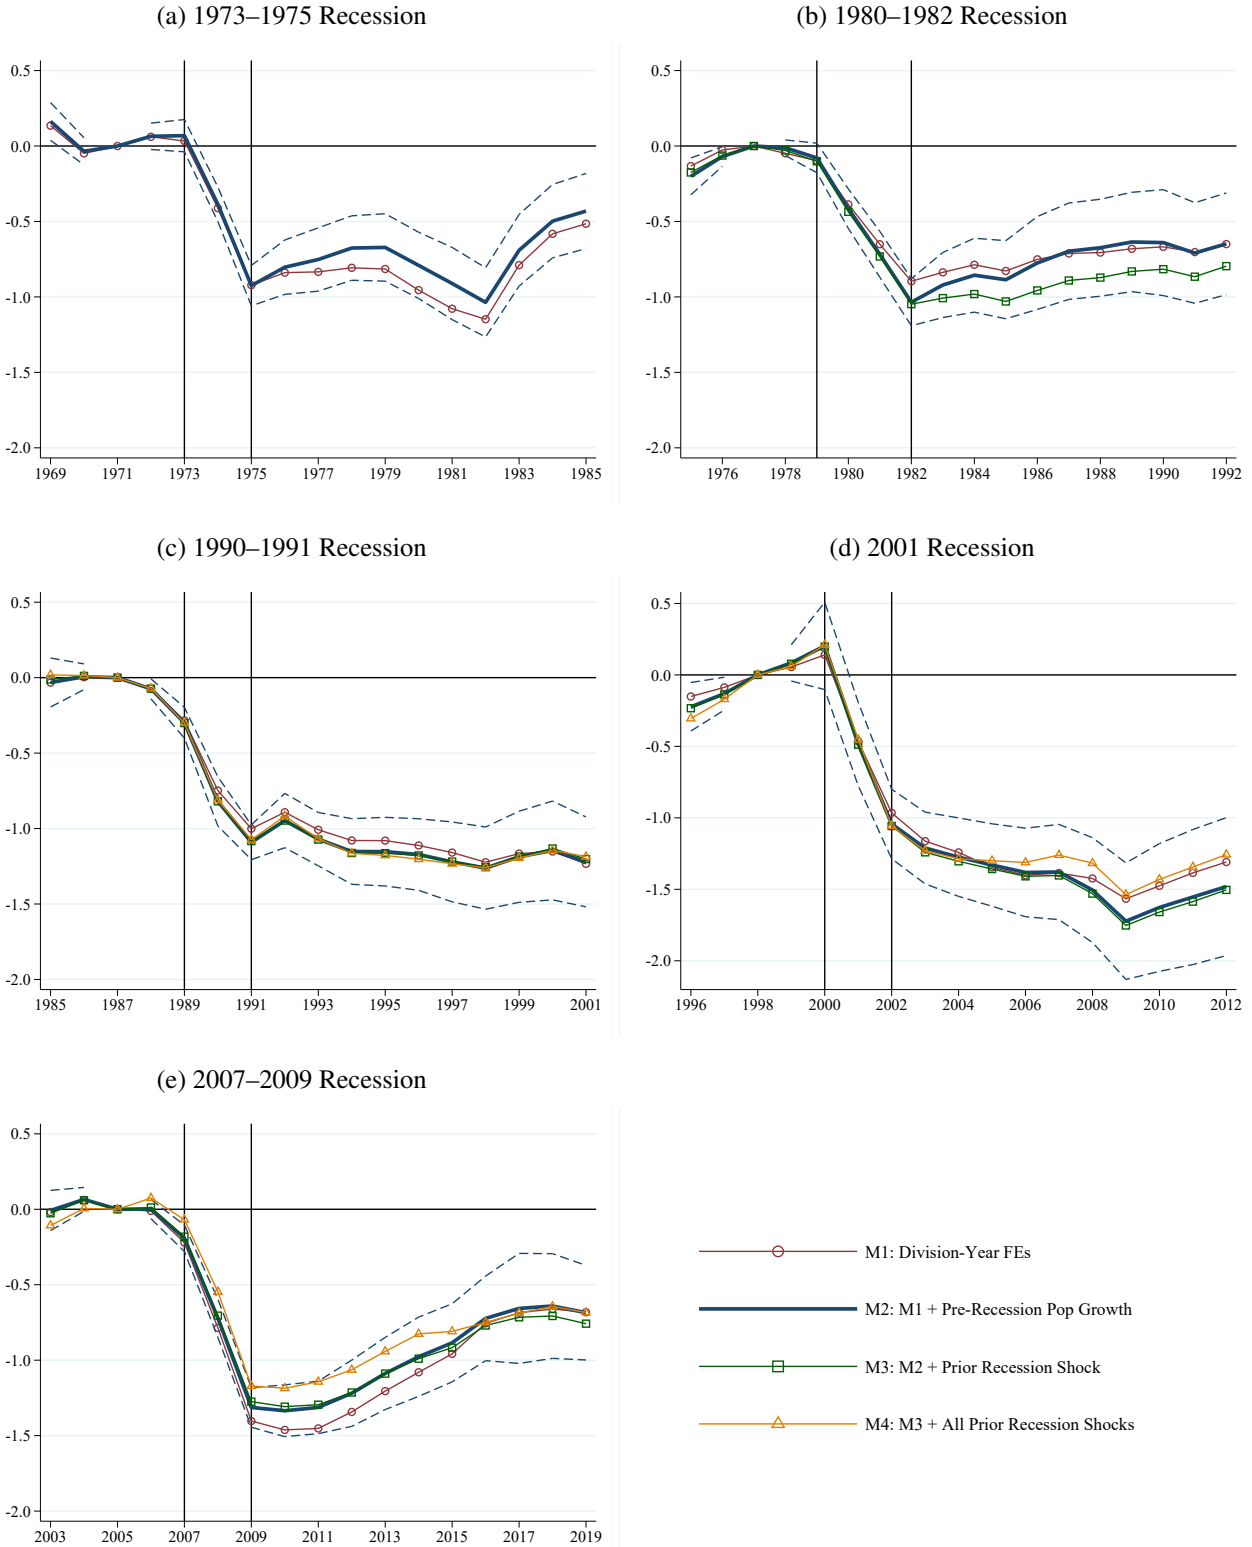 (a) 1973–1975 Recession
0.5
0.0
-0.5
-1.0
-1.5
-2.0
1969 1971 1973 1975 1977 1979 1981 1983 1985
(b) 1980–1982 Recession
0.5
0.0
-0.5
-1.0
-1.5
-2.0
1976 1978 1980 1982 1984 1986 1988 1990 1992
(c) 1990–1991 Recession
0.5
0.0
-0.5
-1.0
-1.5
-2.0
1985 1987 1989 1991 1993 1995 1997 1999 2001
(d) 2001 Recession
0.5
0.0
-0.5
-1.0
-1.5
-2.0
1996 1998 2000 2002 2004 2006 2008 2010 2012
(e) 2007–2009 Recession
0.5
0.0
-0.5
-1.0
-1.5
-2.0
2003 2005 2007 2009 2011 2013 2015 2017 2019
M1: Division-Year FEs
M2: M1 + Pre-Recession Pop Growth
M3: M2 + Prior Recession Shock
M4: M3 + All Prior Recession Shocks